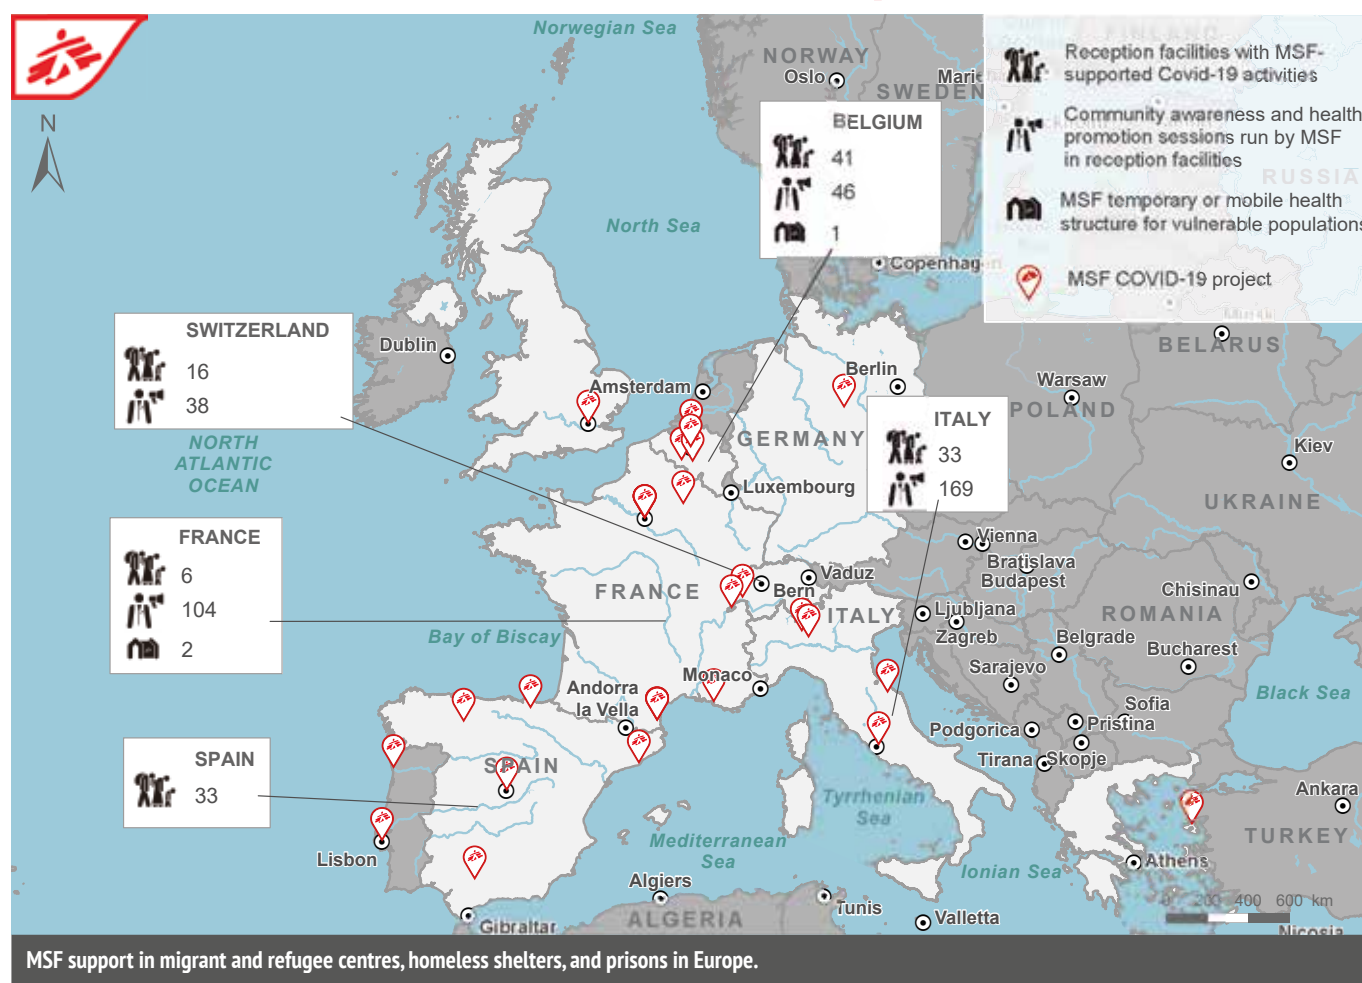 Norwegian Sea
NORWAY
Oslo
SWEDEN
FINLAND
RUSSIA
Reception facilities with MSF-
supported Covid-19 activities
Community awareness and health
promotion sessions run by MSF
in reception facilities
MSF temporary or mobile health
structure for vulnerable populations
MSF COVID-19 project
N
BELGIUM
41
46
1
North Sea
Copenhag
SWITZERLAND
16
38
Dublin
Amsterdam
Berlin
BELARUS
Warsaw
POLAND
GERMANY
ITALY
33
169
NORTH
ATLANTIC
OCEAN
Kiev
UKRAINE
Luxembourg
FRANCE
6
104
2
Vienna
Bratislava
Budapest
Chisinau
Vaduz
Bern
FRANCE
ITALY
Ljubljana
Zagreb
ROMANIA
Bay of Biscay
Belgrade
Bucharest
Sarajevo
Monaco
Andorra
la Vella
Black Sea
Sofia
Podgorica
Pristina
Tirana
Skopje
SPAIN
33
SPAIN
Ankara
Tyrrhenian
Sea
TURKEY
Mediterranean
Sea
Lisbon
Athens
Ionian Sea
Algiers
Tunis
ALGERIA
Gibraltar
Valletta
0 200 400 600 km
Nicosia
MSF support in migrant and refugee centres, homeless shelters, and prisons in Europe.